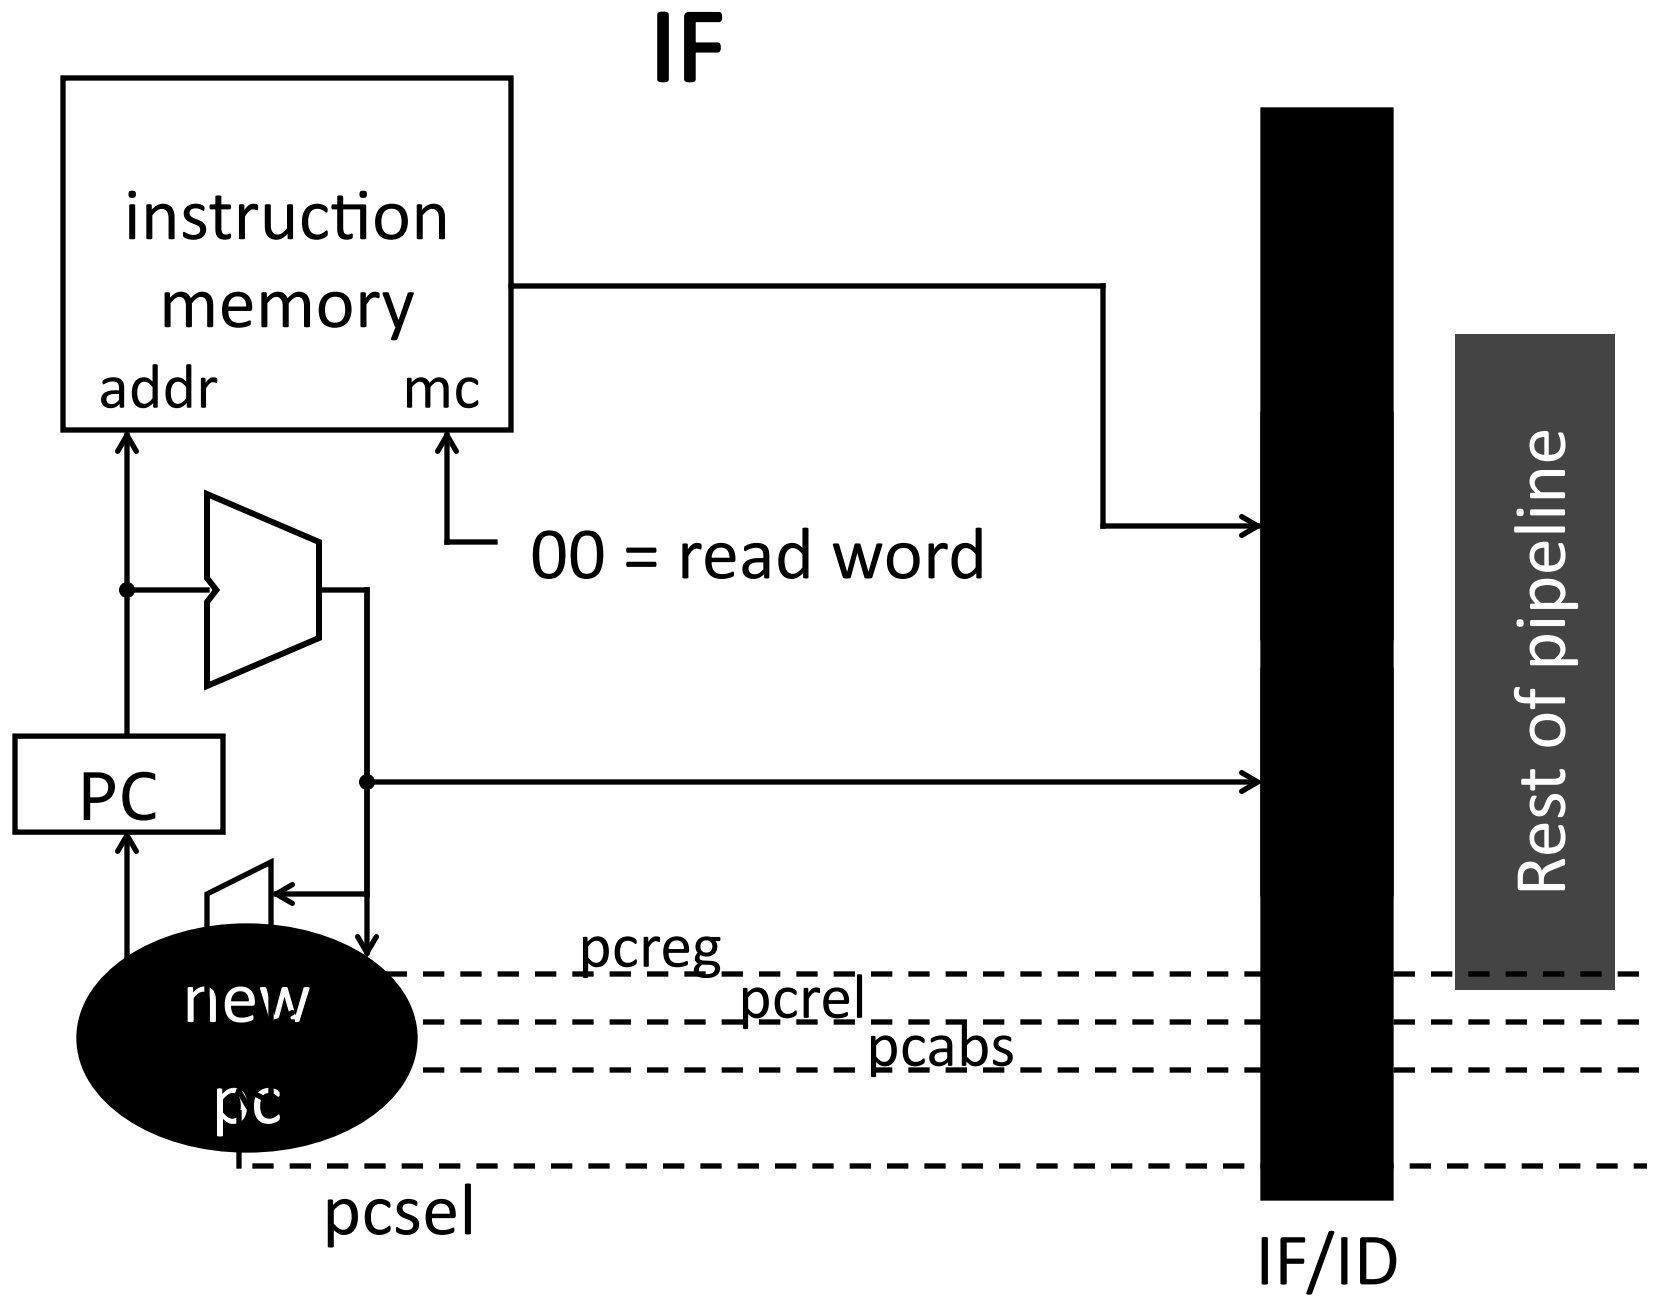 IF
instruction
memory
addr mc
00 = read word
PC
new
pc
pcreg
pcrel
pcabs
pcsel
Rest of pipeline
IF/ID